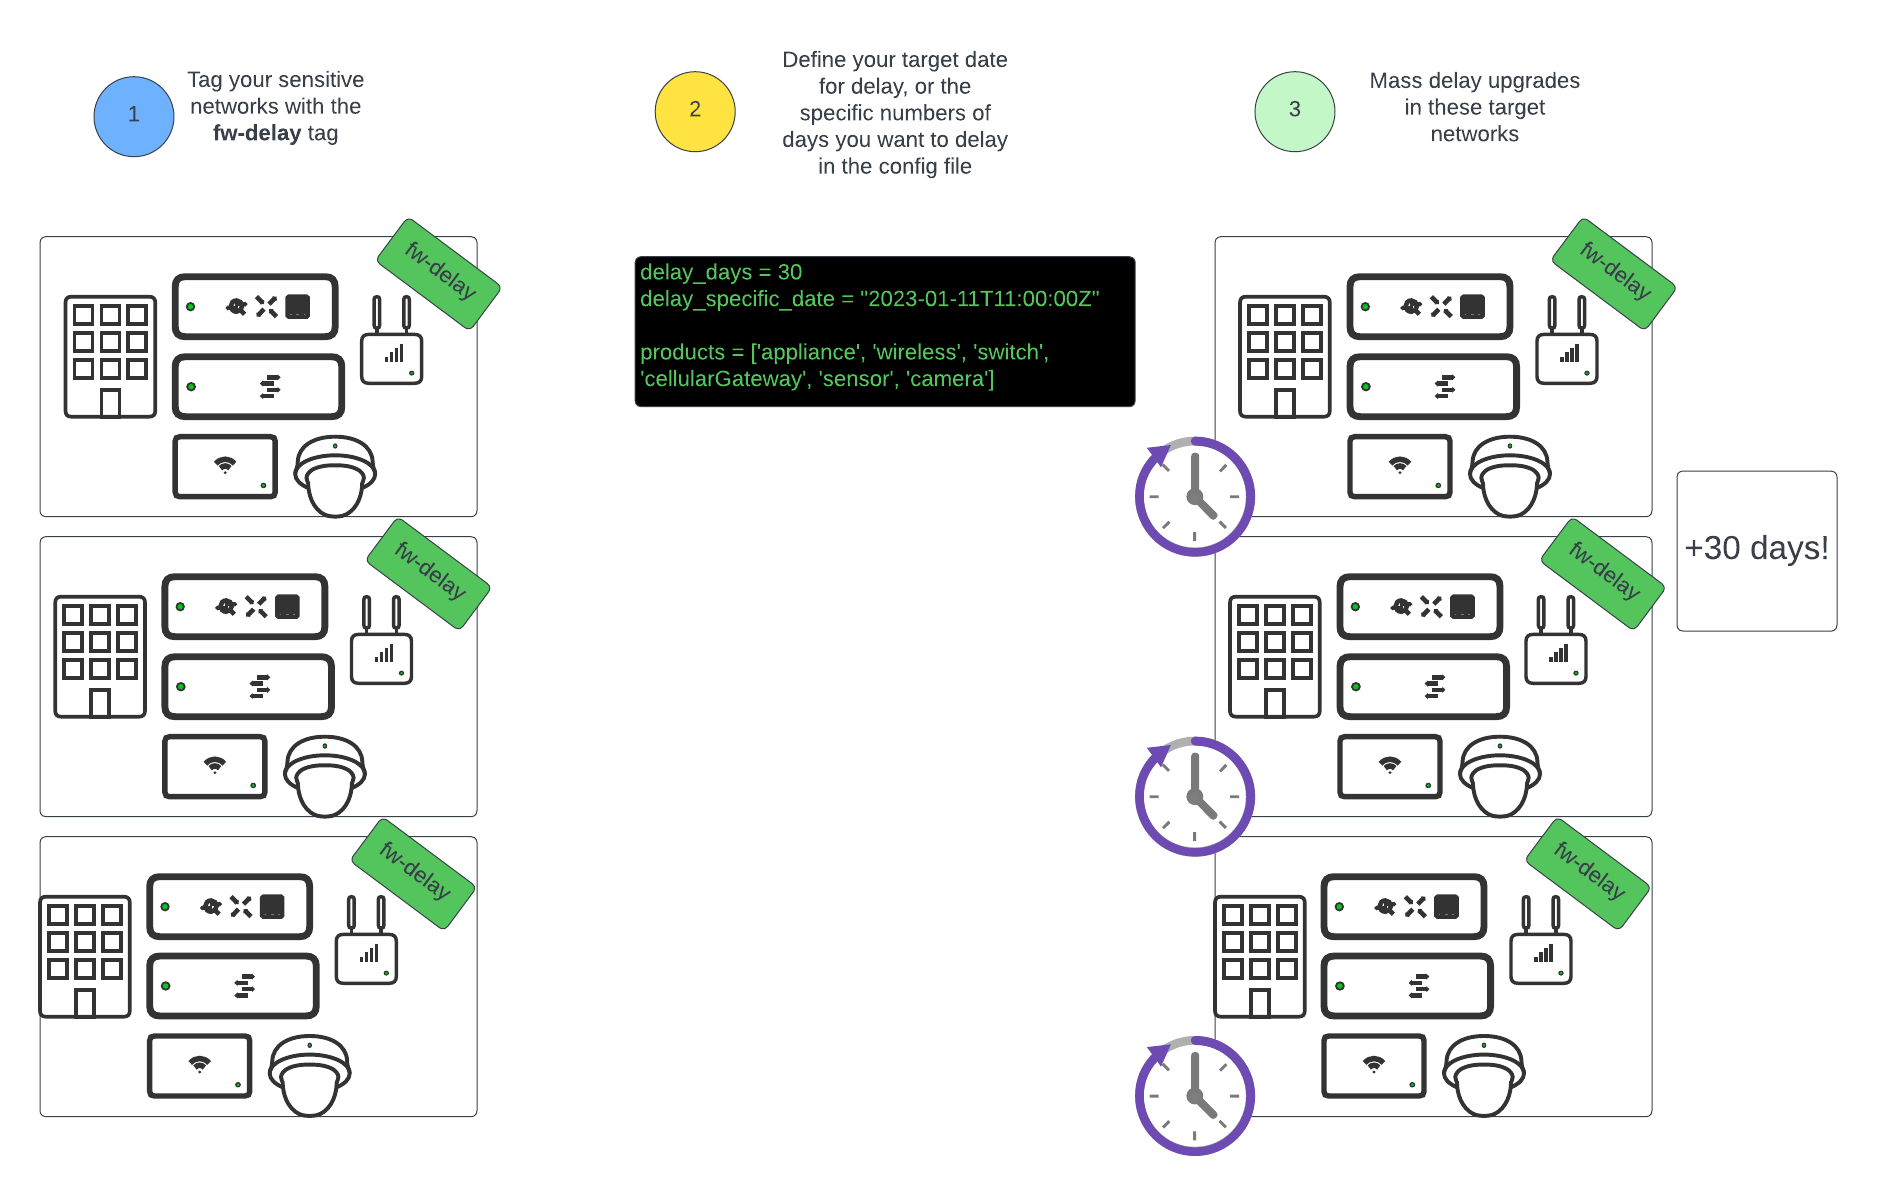 1
Tag your sensitive
networks with the
fw-delay tag
2
Define your target date
for delay, or the
specific numbers of
days you want to delay
in the config file
3
Mass delay upgrades
in these target
networks
fw-delay
delay_days = 30
delay_specific_date = "2023-01-11T11:00:00Z"
products = ['appliance', 'wireless', 'switch',
'cellularGateway', 'sensor', 'camera']
fw-delay
fw-delay
fw-delay
+30 days!
fw-delay
fw-delay